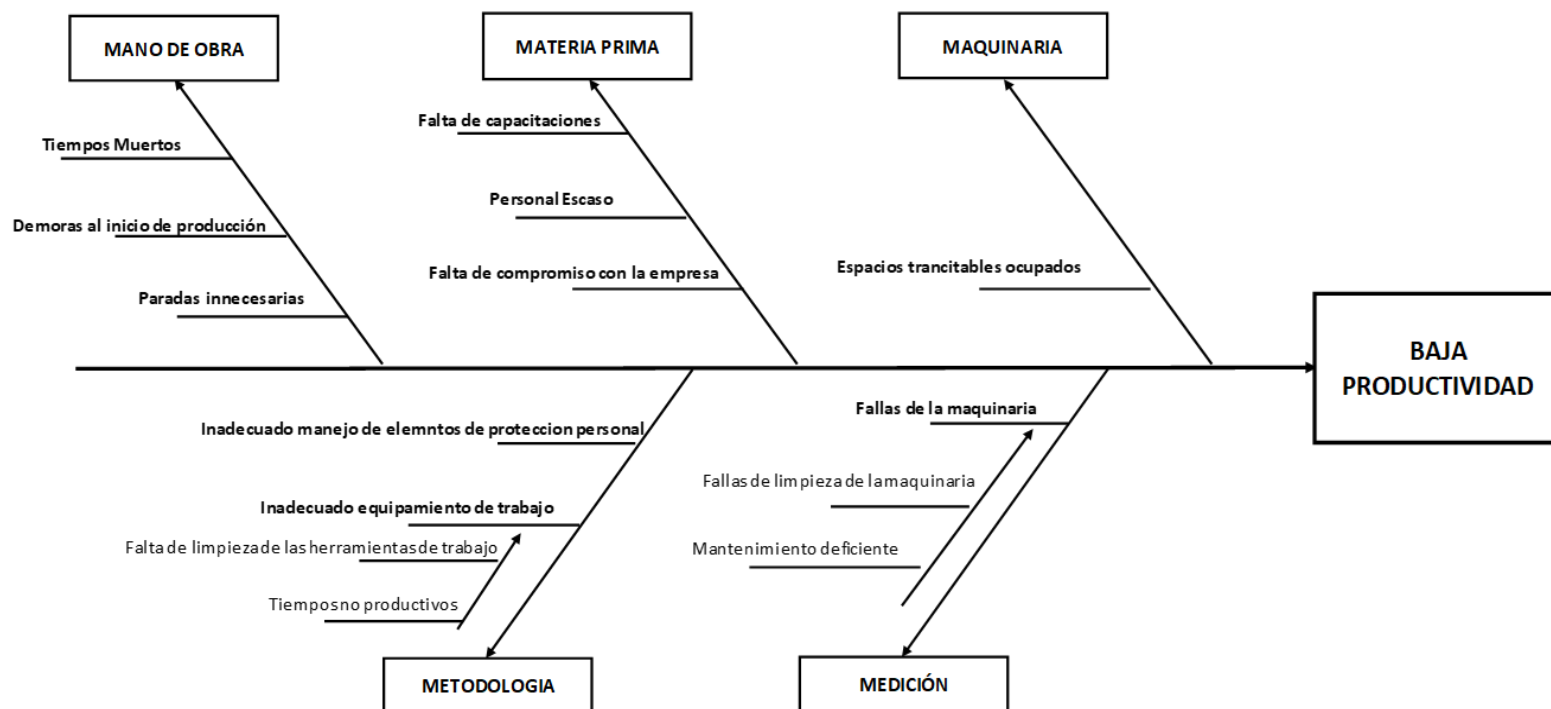 MANO DE OBRA
MATERIA PRIMA
MAQUINARIA
Falta de capacitaciones
Tiempos Muertos
Personal Escaso
Demoras al inicio de producción
Falta de compromiso con la empresa
Espacios trancitables ocupados
Paradas innecesarias
BAJA
PRODUCTIVIDAD
Fallas de la maquinaria
Inadecuado manejo de elemntos de proteccion personal
Fallas de limpieza de la maquinaria
Inadecuado equipamiento de trabajo
Falta de limpieza de las herramientas de trabajo
Mantenimiento deficiente
Tiempos no productivos
METODOLOGIA
MEDICIÓN